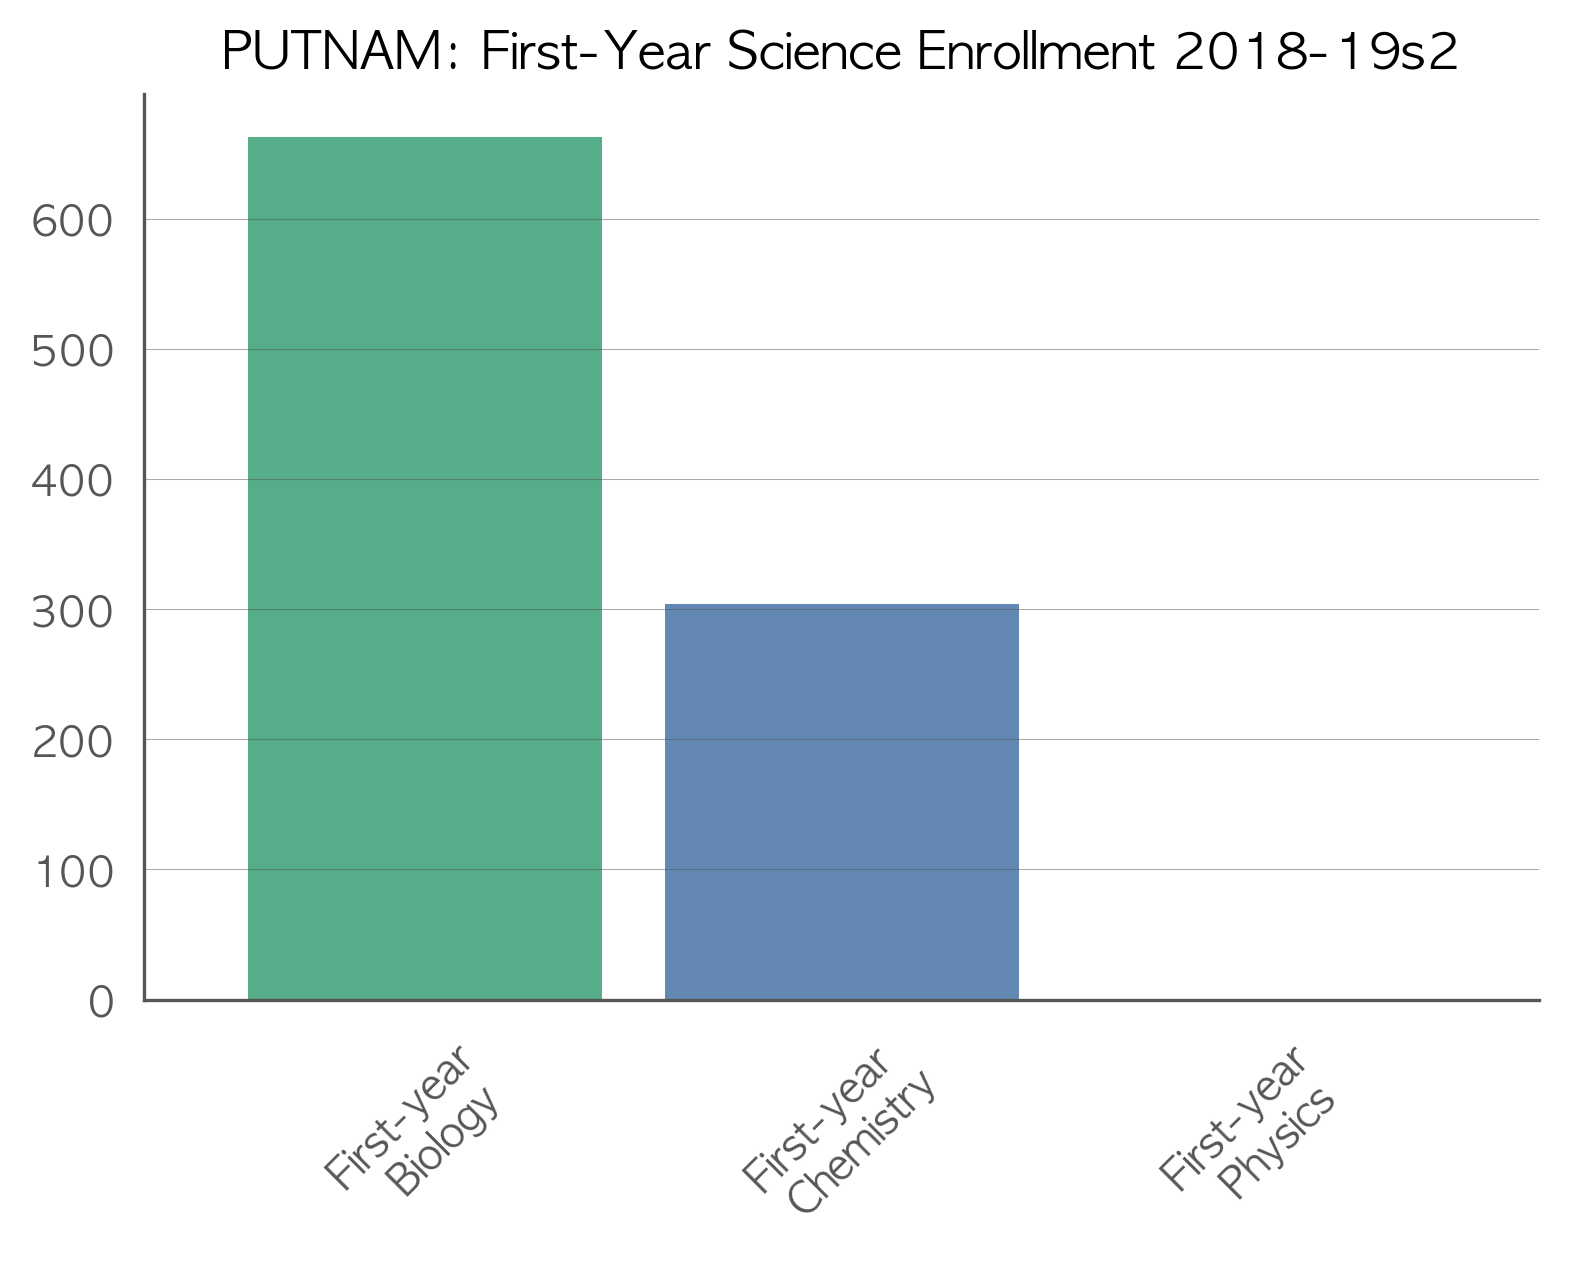 PUTNAM: First-Year Science Enrollment 2018-19s2
600
500
400
300
200
100
0
First-year
Biology
First-year
Chemistry
First-year
Physics